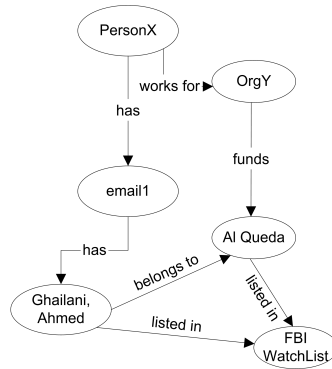 PersonX
works for
OrgY
has
funds
email1
has
Al Queda
belongs to
listed in
Ghailani,
Ahmed
listed in
FBI
WatchList